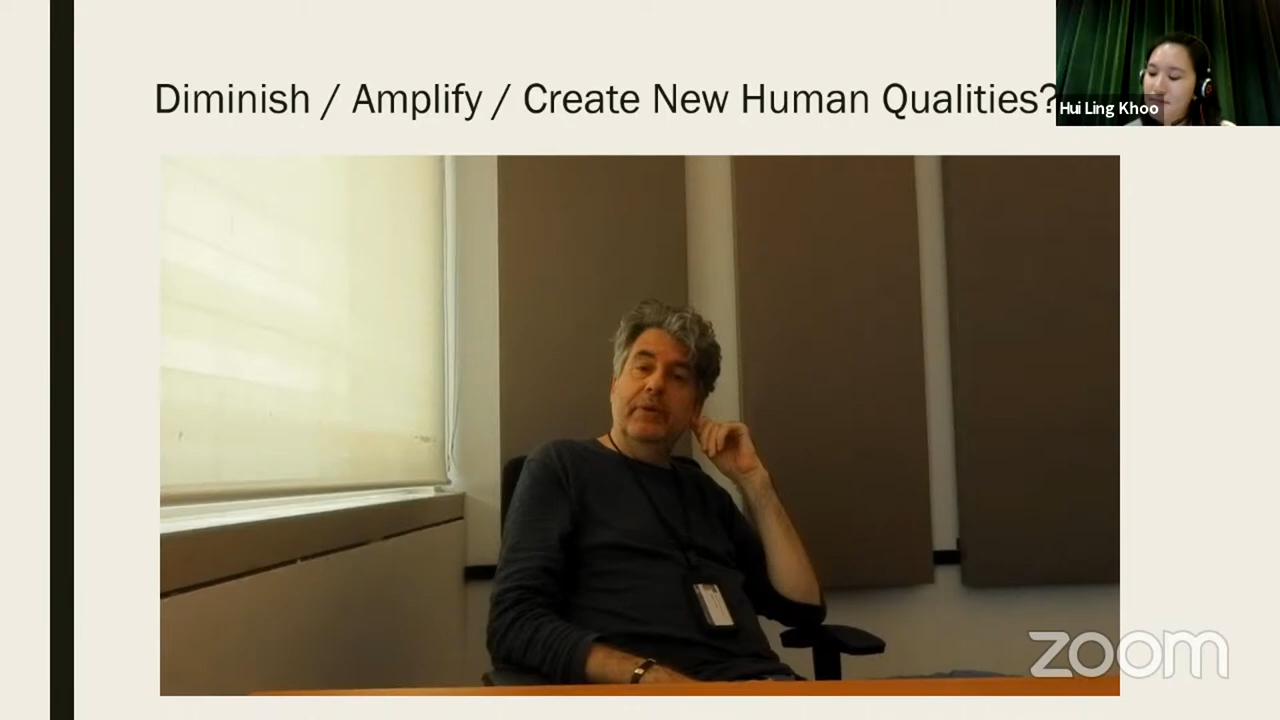 Diminish / Amplify / Create New Human Qualities?
Hui Ling Khoo
zoom